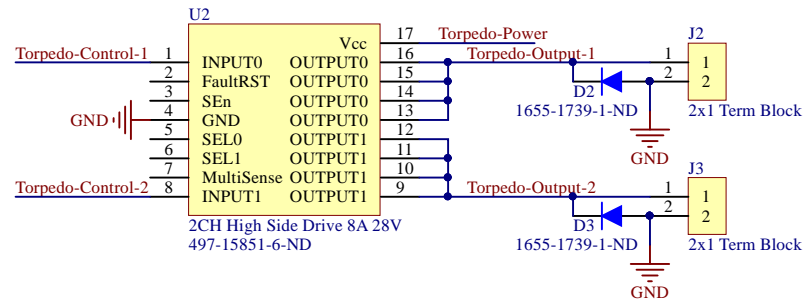 U2
J2
Torpedo-Control-1 1 INPUT0 Vcc 17 Torpedo-Power
OUTPUT0 16 Torpedo-Output-1 1 1
2 FaultRST OUTPUT0 15 2 2
3 SEn OUTPUT0 14 D2
GND 4 GND OUTPUT0 13 1655-1739-1-ND 2x1 Term Block
5 SEL0 OUTPUT1 12
6 SEL1 OUTPUT1 11 GND
7 MultiSense OUTPUT1 10 J3
Torpedo-Control-2 8 INPUT1 OUTPUT1 9 Torpedo-Output-2 1 1
2 2
2CH High Side Drive 8A 28V D3
497-15851-6-ND 1655-1739-1-ND 2x1 Term Block
GND